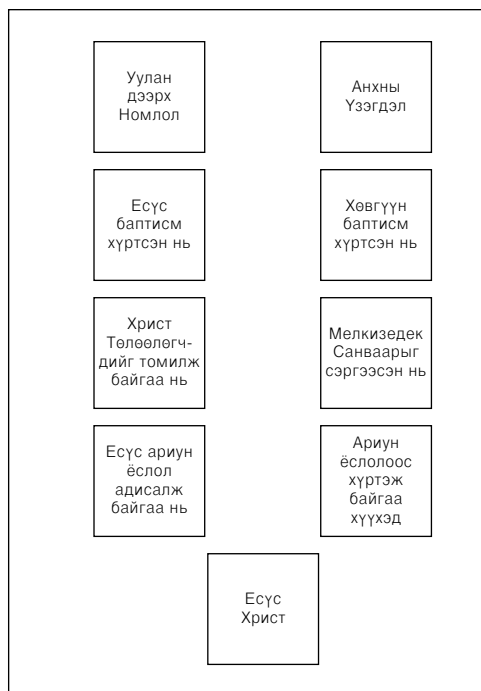 Уулан
дээрх
Номлол
Анхны
Үзэгдэл
Есүс
баптисм
хүртсэн нь
Хөвгүүн
баптисм
хүртсэн нь
Христ
Төлөөлөгч-
дийг томилж
байгаа нь
Мелкизедек
Санваарыг
сэргээсэн нь
Есүс ариун
ёслол
адисалж
байгаа нь
Ариун
ёслолоос
хүртэж
байгаа
хүүхэд
Есүс
Христ